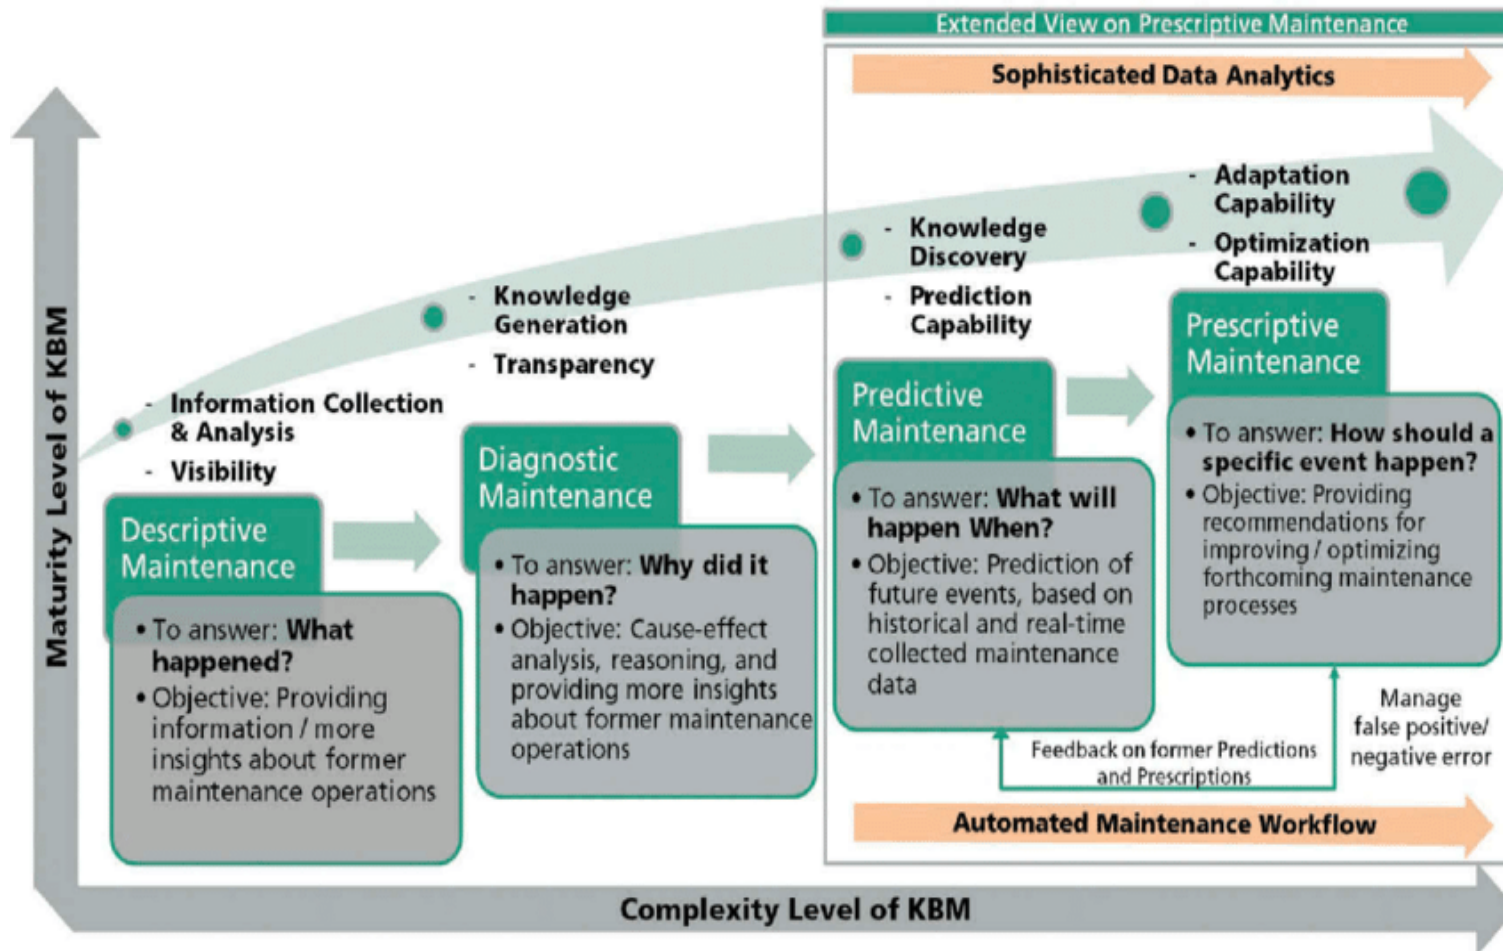 Extended View on Prescriptive Maintenance
Sophisticated Data Analytics
- Adaptation
Capability
- Optimization
Capability
- Knowledge
Discovery
- Prediction
Capability
- Knowledge
Generation
- Transparency
- Information Collection
& Analysis
- Visibility
Maturity Level of KBM
Descriptive
Maintenance
• To answer: What
happened?
• Objective: Providing
information / more
insights about former
maintenance operations
Diagnostic
Maintenance
• To answer: Why did it
happen?
• Objective: Cause-effect
analysis, reasoning, and
providing more insights
about former maintenance
operations
Predictive
Maintenance
• To answer: What will
happen When?
• Objective: Prediction of
future events, based on
historical and real-time
collected maintenance
data
Prescriptive
Maintenance
• To answer: How should a
specific event happen?
• Objective: Providing
recommendations for
improving / optimizing
forthcoming maintenance
processes
Feedback on former Predictions
and Prescriptions
Manage
false positive/
negative error
Automated Maintenance Workflow
Complexity Level of KBM